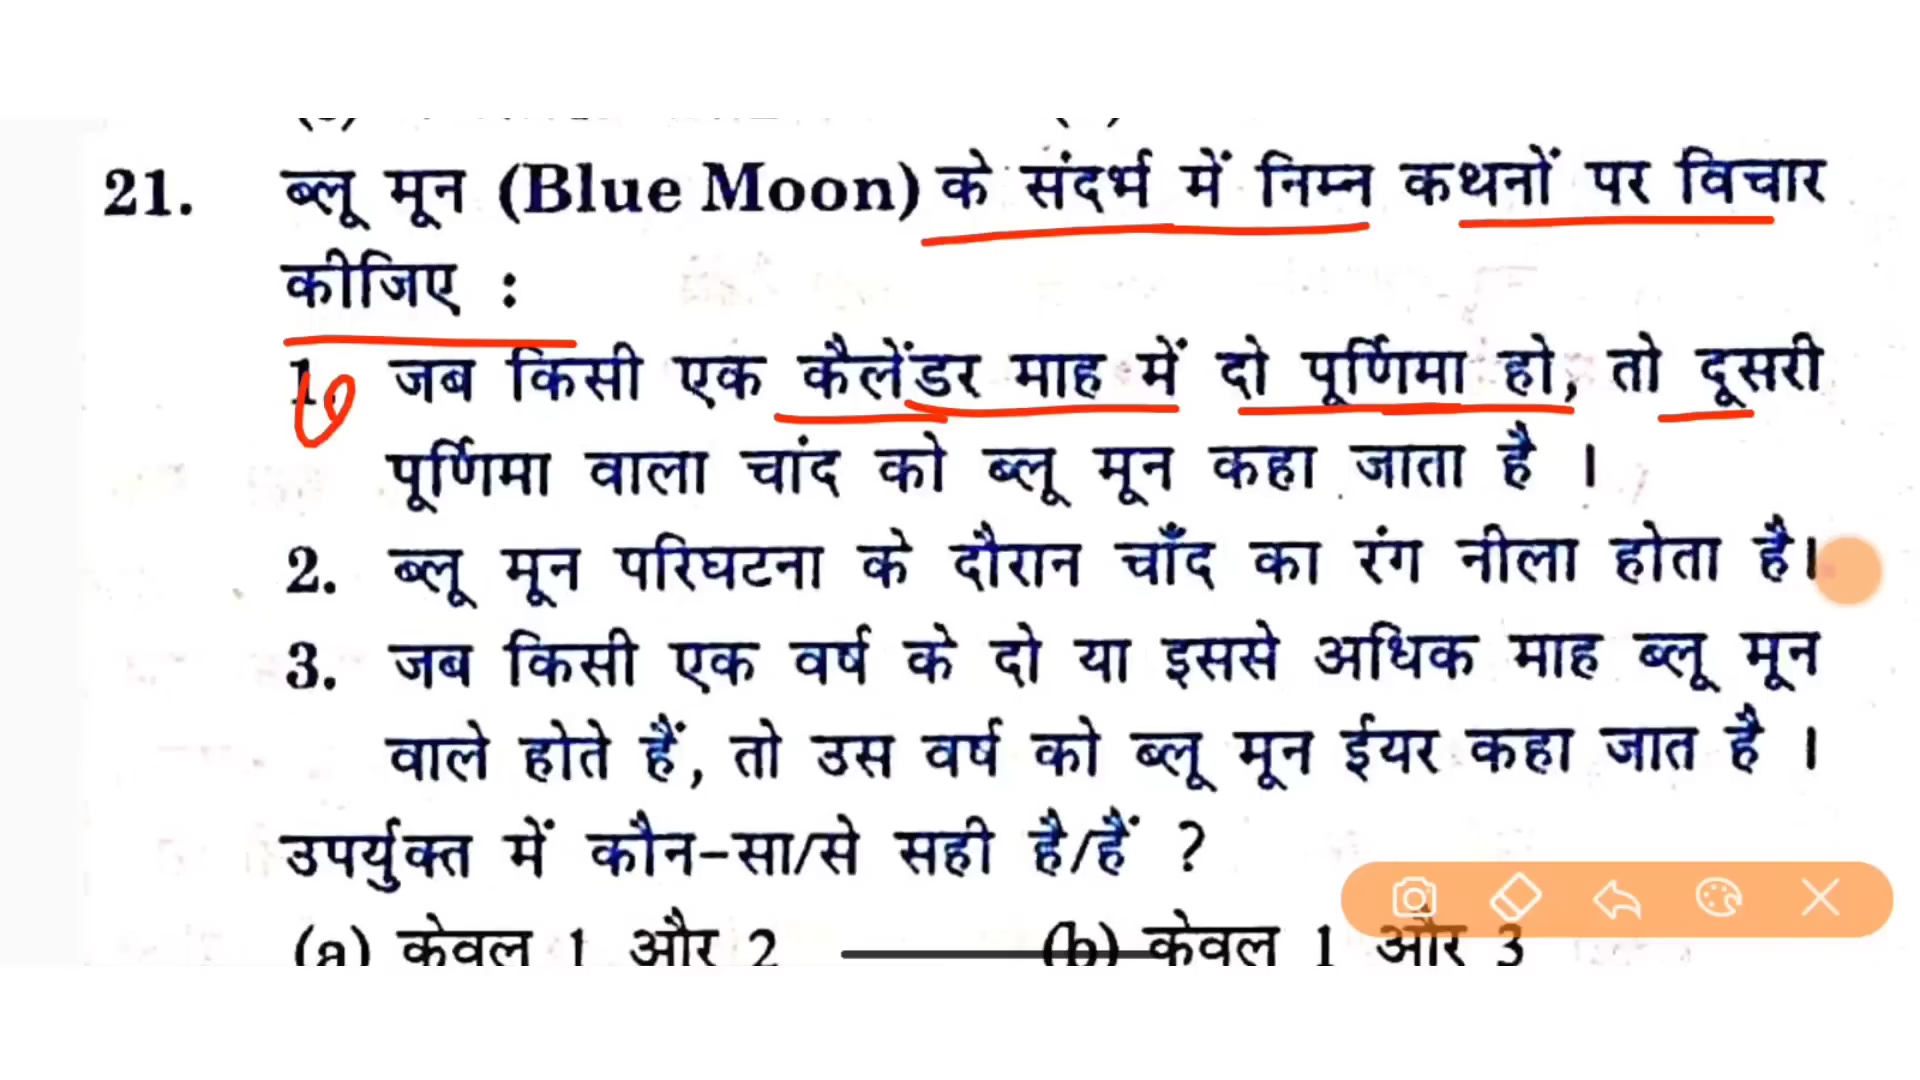 21. ब्लू मून (Blue Moon) के संदर्भ में निम्न कथनों पर विचार
कीजिए :
1. जब किसी एक कैलेंडर माह में दो पूर्णिमा हो, तो दूसरी
पूर्णिमा वाला चांद को ब्लू मून कहा जाता है ।
2. ब्लू मून परिघटना के दौरान चाँद का रंग नीला होता है।
3. जब किसी एक वर्ष के दो या इससे अधिक माह ब्लू मून
वाले होते हैं, तो उस वर्ष को ब्लू मून ईयर कहा जात है ।
उपर्युक्त में कौन-सा/से सही है/हैं ?
(a) केवल 1 और 2 (b) केवल 1 और 3